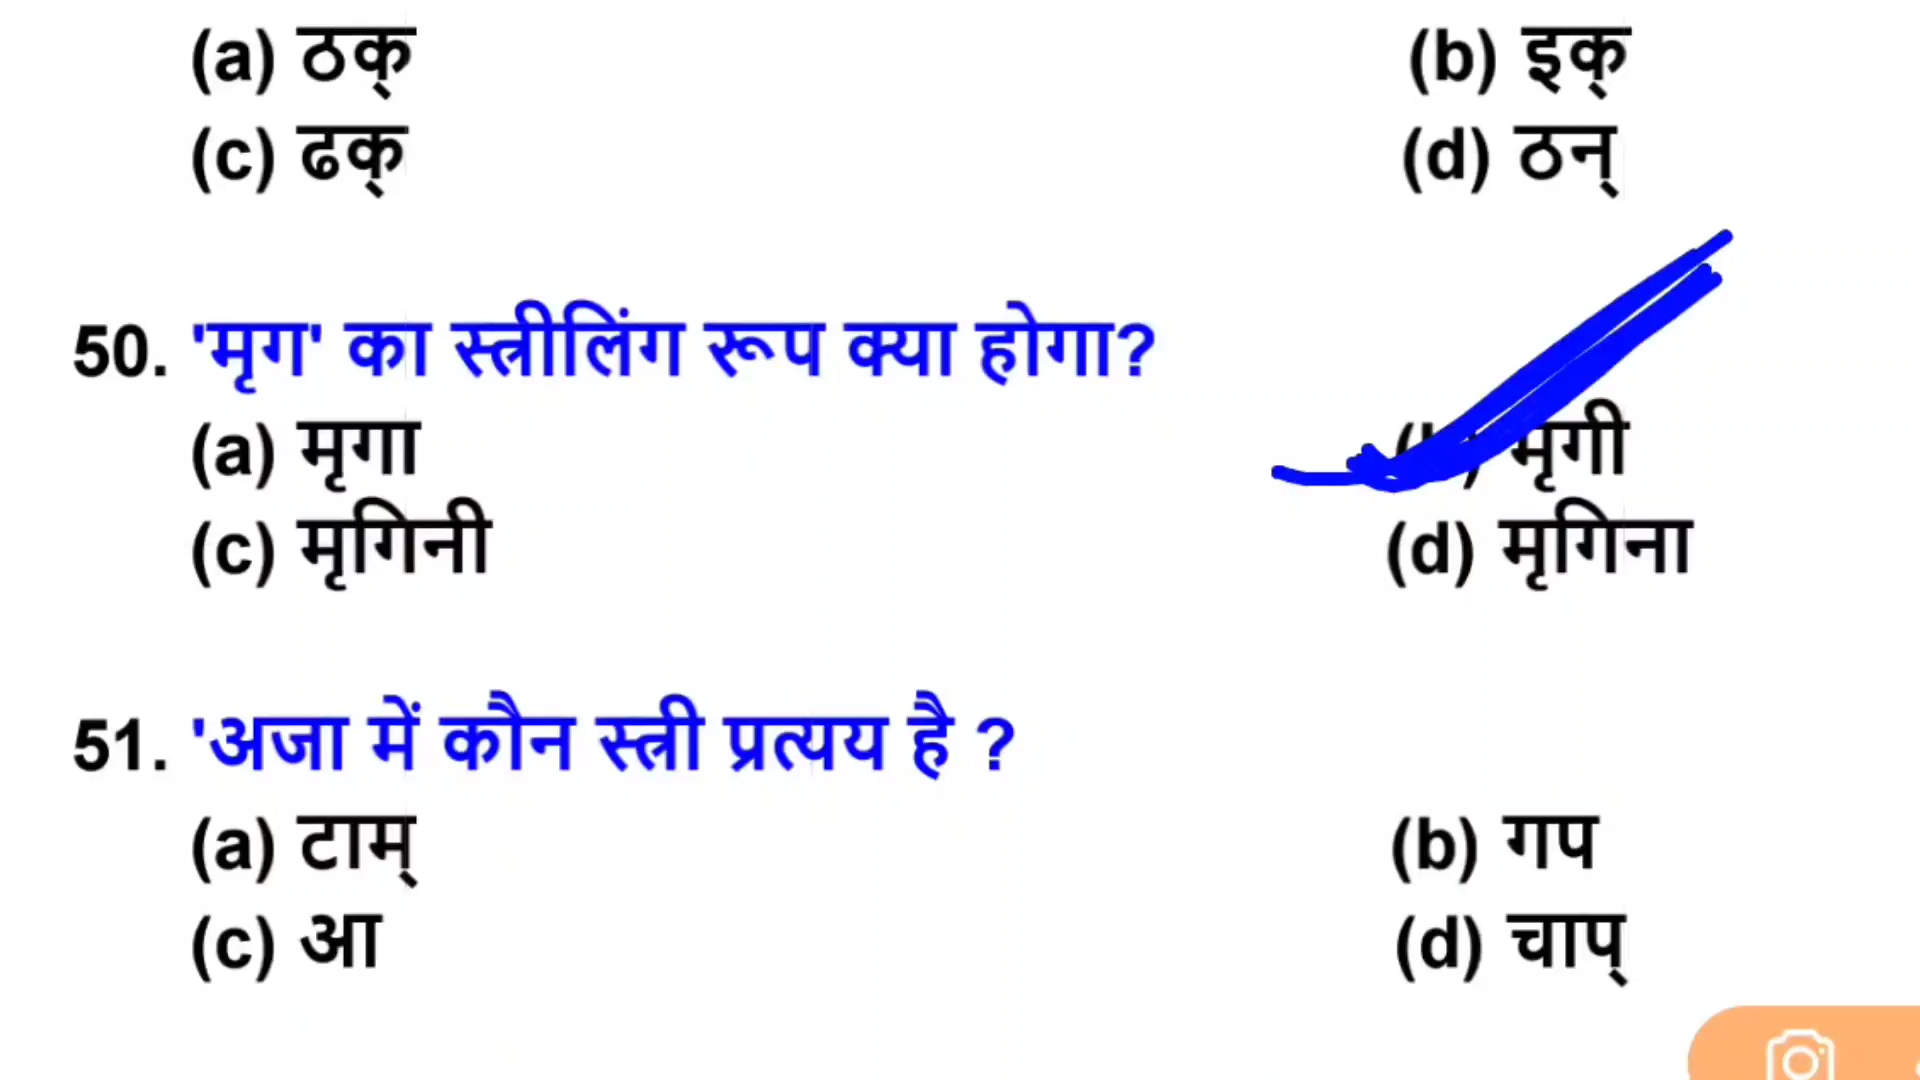 (a) ठक् (b) इक्
(c) ढक् (d) ठन्
50. 'मृग' का स्त्रीलिंग रूप क्या होगा?
(a) मृगा मृगी
(c) मृगिनी (d) मृगिना
51. 'अजा में कौन स्त्री प्रत्यय है ?
(a) टाम् (b) गप
(c) आ (d) चाप्